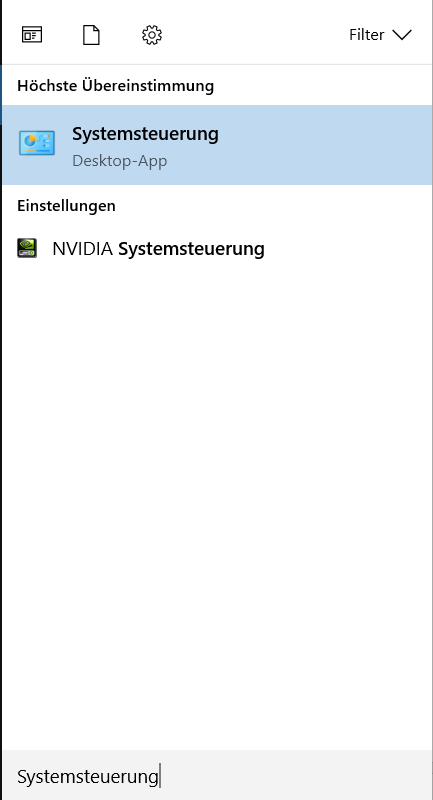 Filter
Höchste Übereinstimmung
Systemsteuerung
Desktop-App
Einstellungen
NVIDIA Systemsteuerung
Systemsteuerung